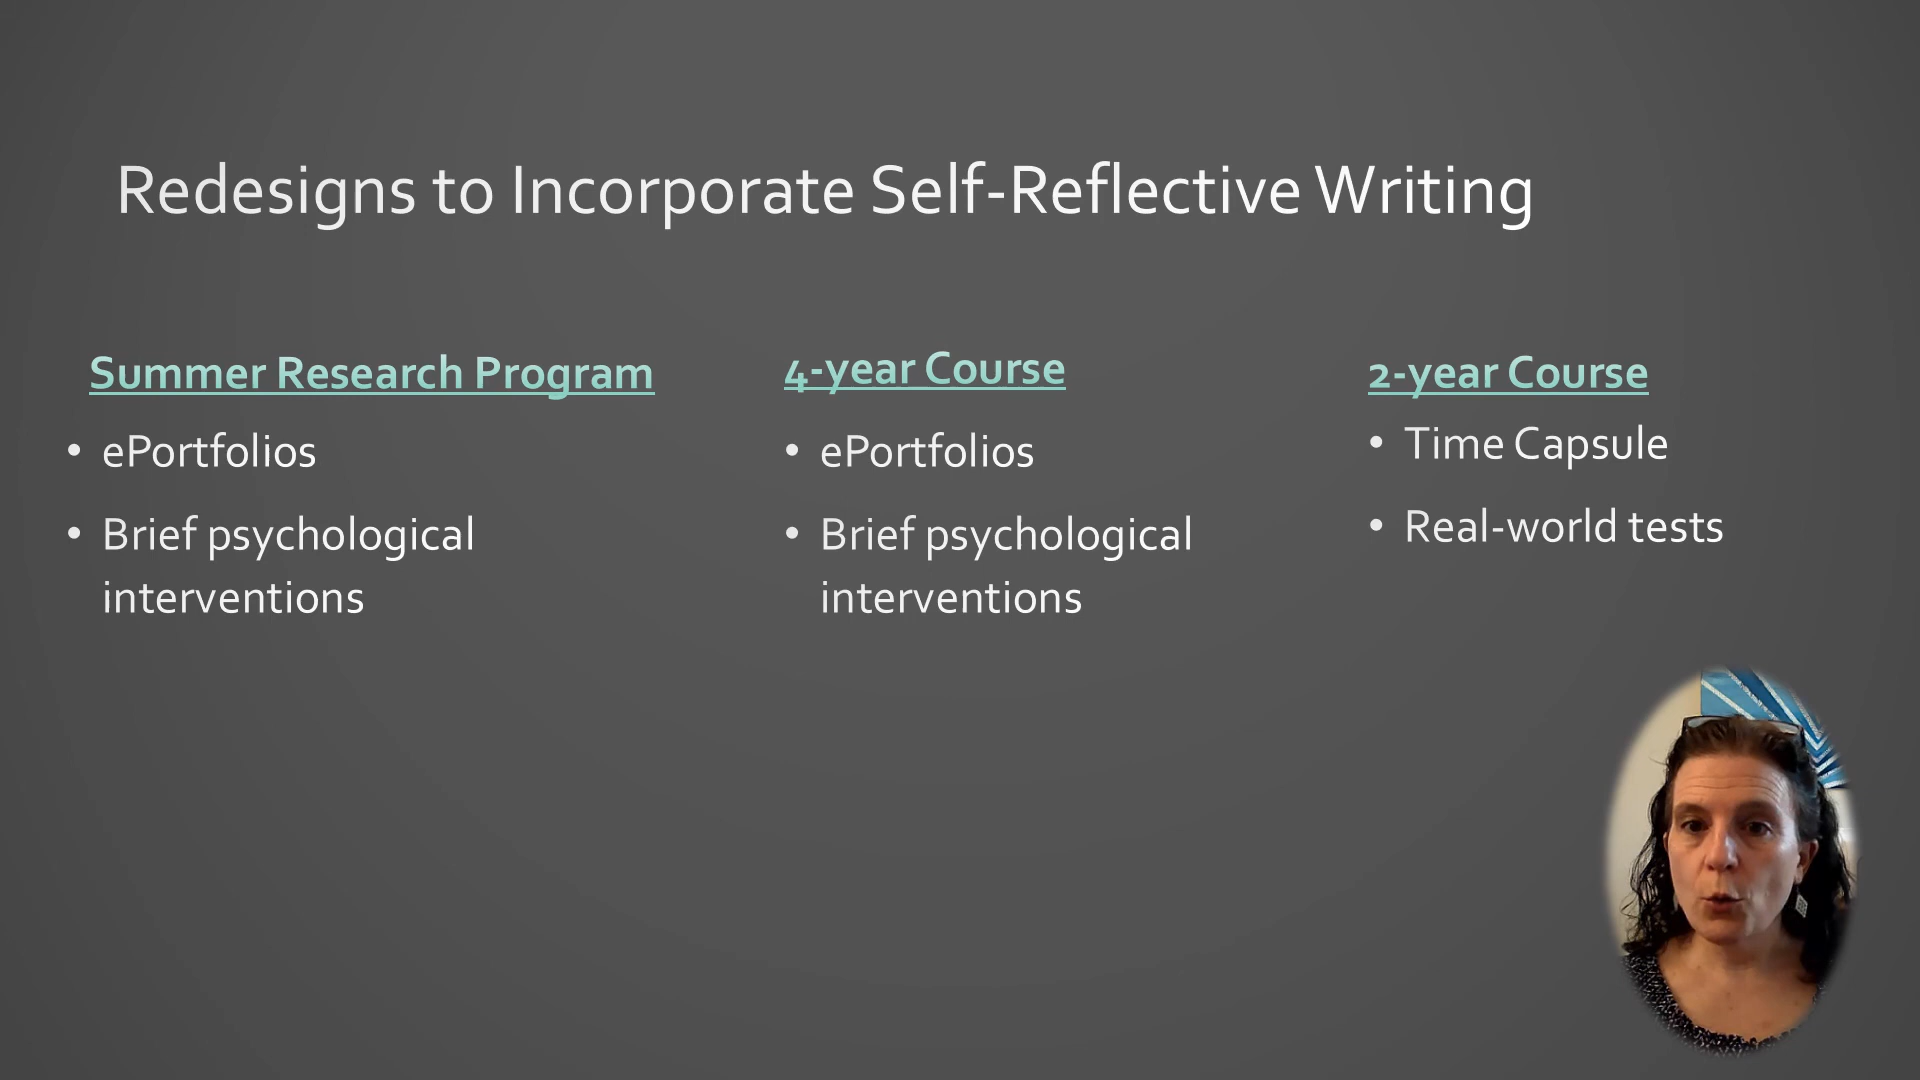 Redesigns to Incorporate Self-Reflective Writing
Summer Research Program
• ePortfolios
• Brief psychological
interventions
4-year Course
• ePortfolios
• Brief psychological
interventions
2-year Course
• Time Capsule
• Real-world tests